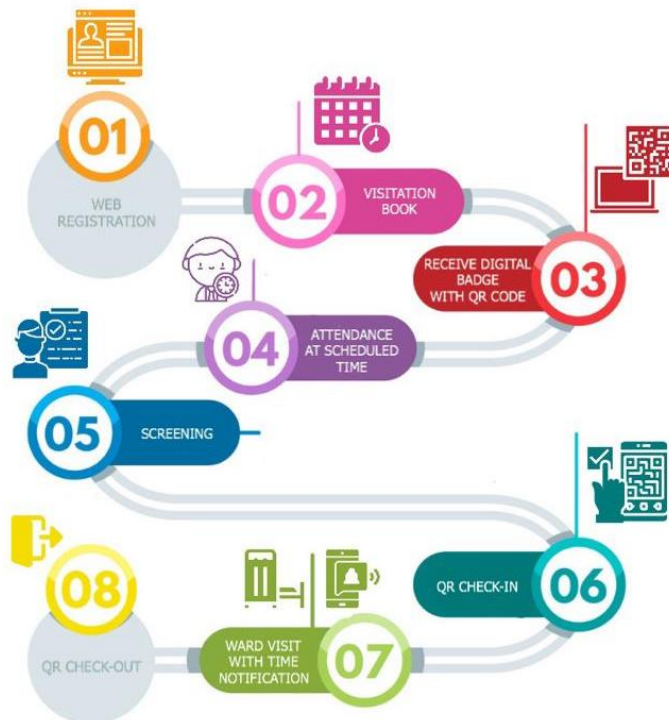 01
WEB
REGISTRATION
02
VISITATION
BOOK
RECEIVE DIGITAL
BADGE
WITH QR CODE
03
04
ATTENDANCE
AT SCHEDULED
TIME
05
SCREENING
QR CHECK-IN
06
WARD VISIT
WITH TIME
NOTIFICATION
07
08
QR CHECK-OUT